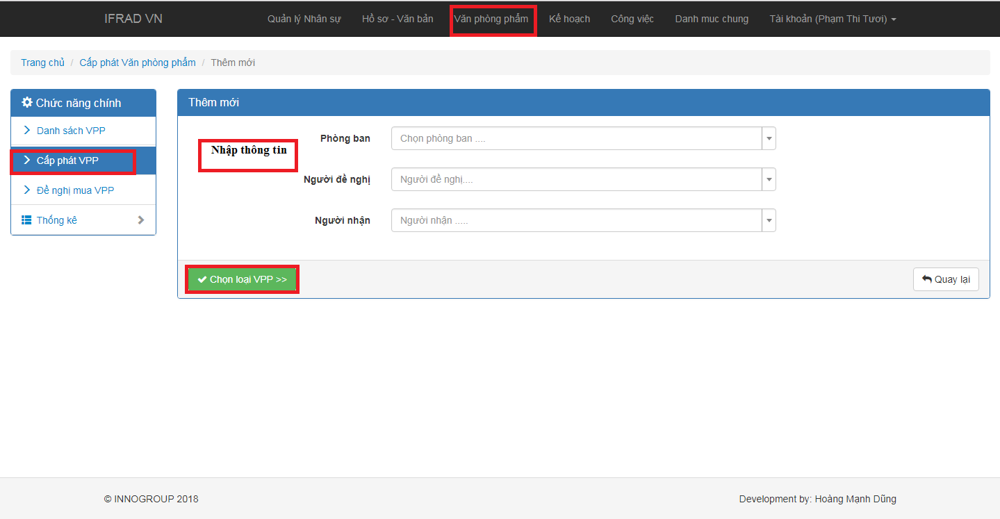 IFRAD VN Quản lý Nhân sự Hồ sơ - Văn bản Văn phòng phẩm Kế hoạch Công việc Danh muc chung Tài khoản (Phạm Thị Tươi)
Trang chủ / Cấp phát Văn phòng phẩm / Thêm mới
Chức năng chính
Danh sách VPP
Cấp phát VPP
Đề nghị mua VPP
Thống kê
Thêm mới
Nhập thông tin
Phòng ban Chọn phòng ban ....
Người đề nghị Người đề nghị....
Người nhận Người nhận .....
Chọn loại VPP >> Quay lại
© INNOGROUP 2018 Development by: Hoàng Mạnh Dũng